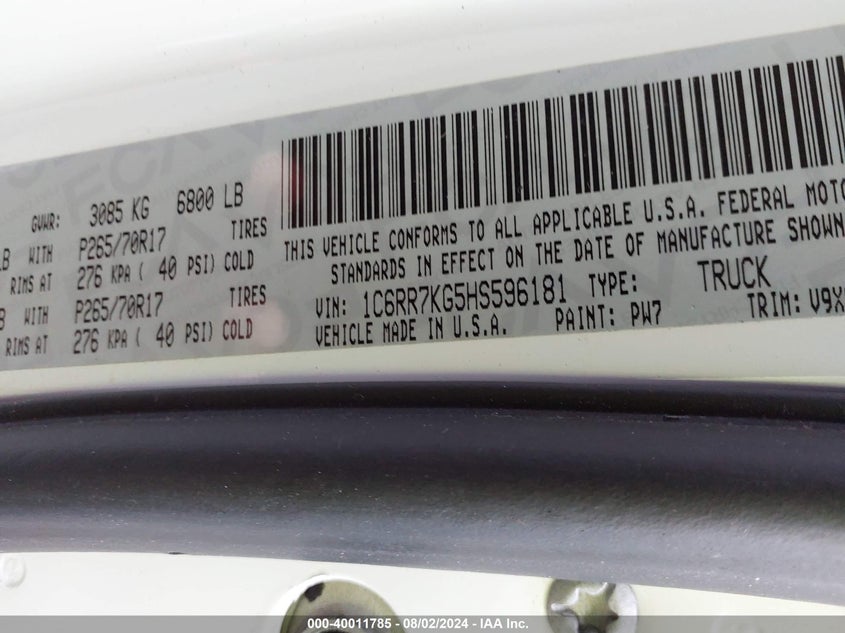 GVWR: 3085 KG 6800 LB
LB WITH P265/70R17 TIRES
RIMS AT 276 KPA ( 40 PSI) COLD
B WITH P265/70R17 TIRES
RIMS AT 276 KPA ( 40 PSI) COLD
THIS VEHICLE CONFORMS TO ALL APPLICABLE U.S.A. FEDERAL MOTO
STANDARDS IN EFFECT ON THE DATE OF MANUFACTURE SHOWN
VIN: 1C6RR7KG5HS596181 TYPE: TRUCK
VEHICLE MADE IN U.S.A. PAINT: PW7 TRIM: V9X
000-40011785 - 08/02/2024 - IAA Inc.